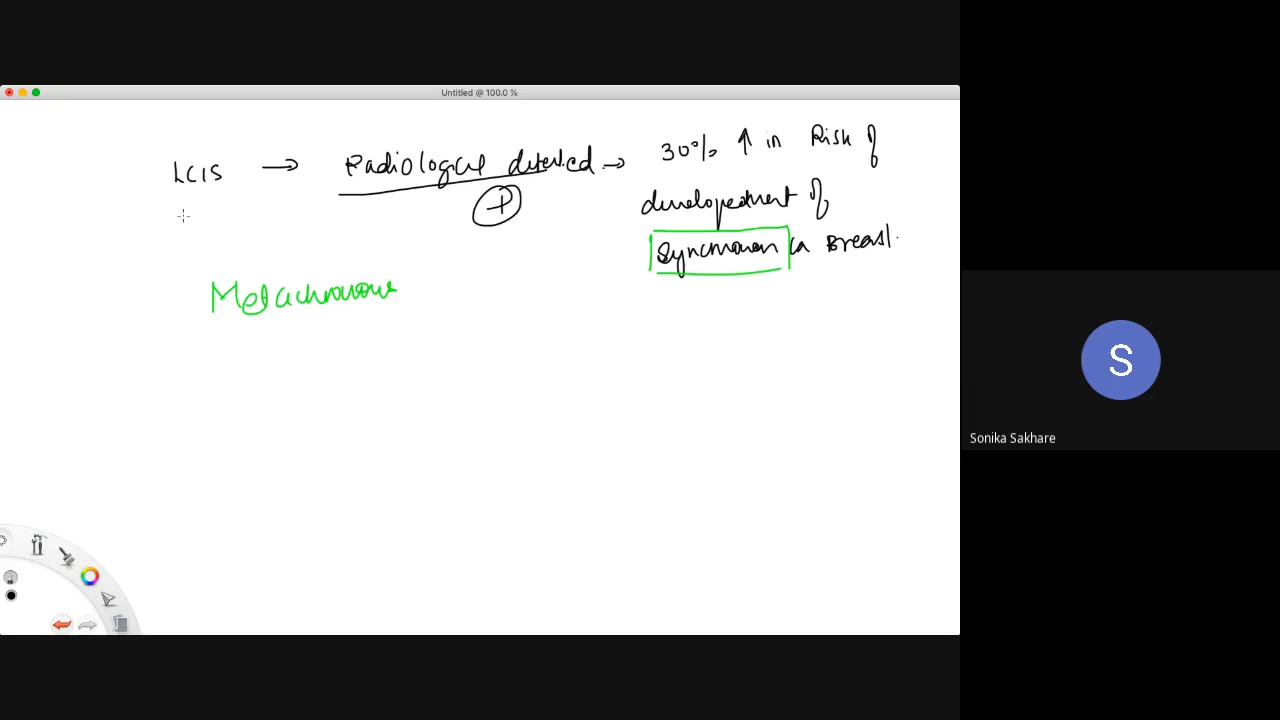 Untitled @ 100.0 %
LCIS → Radiological detected → 30% ↑ in Risk of
+
development of
Synchronous Ca Breast.
Metachronous
S
Sonika Sakhare